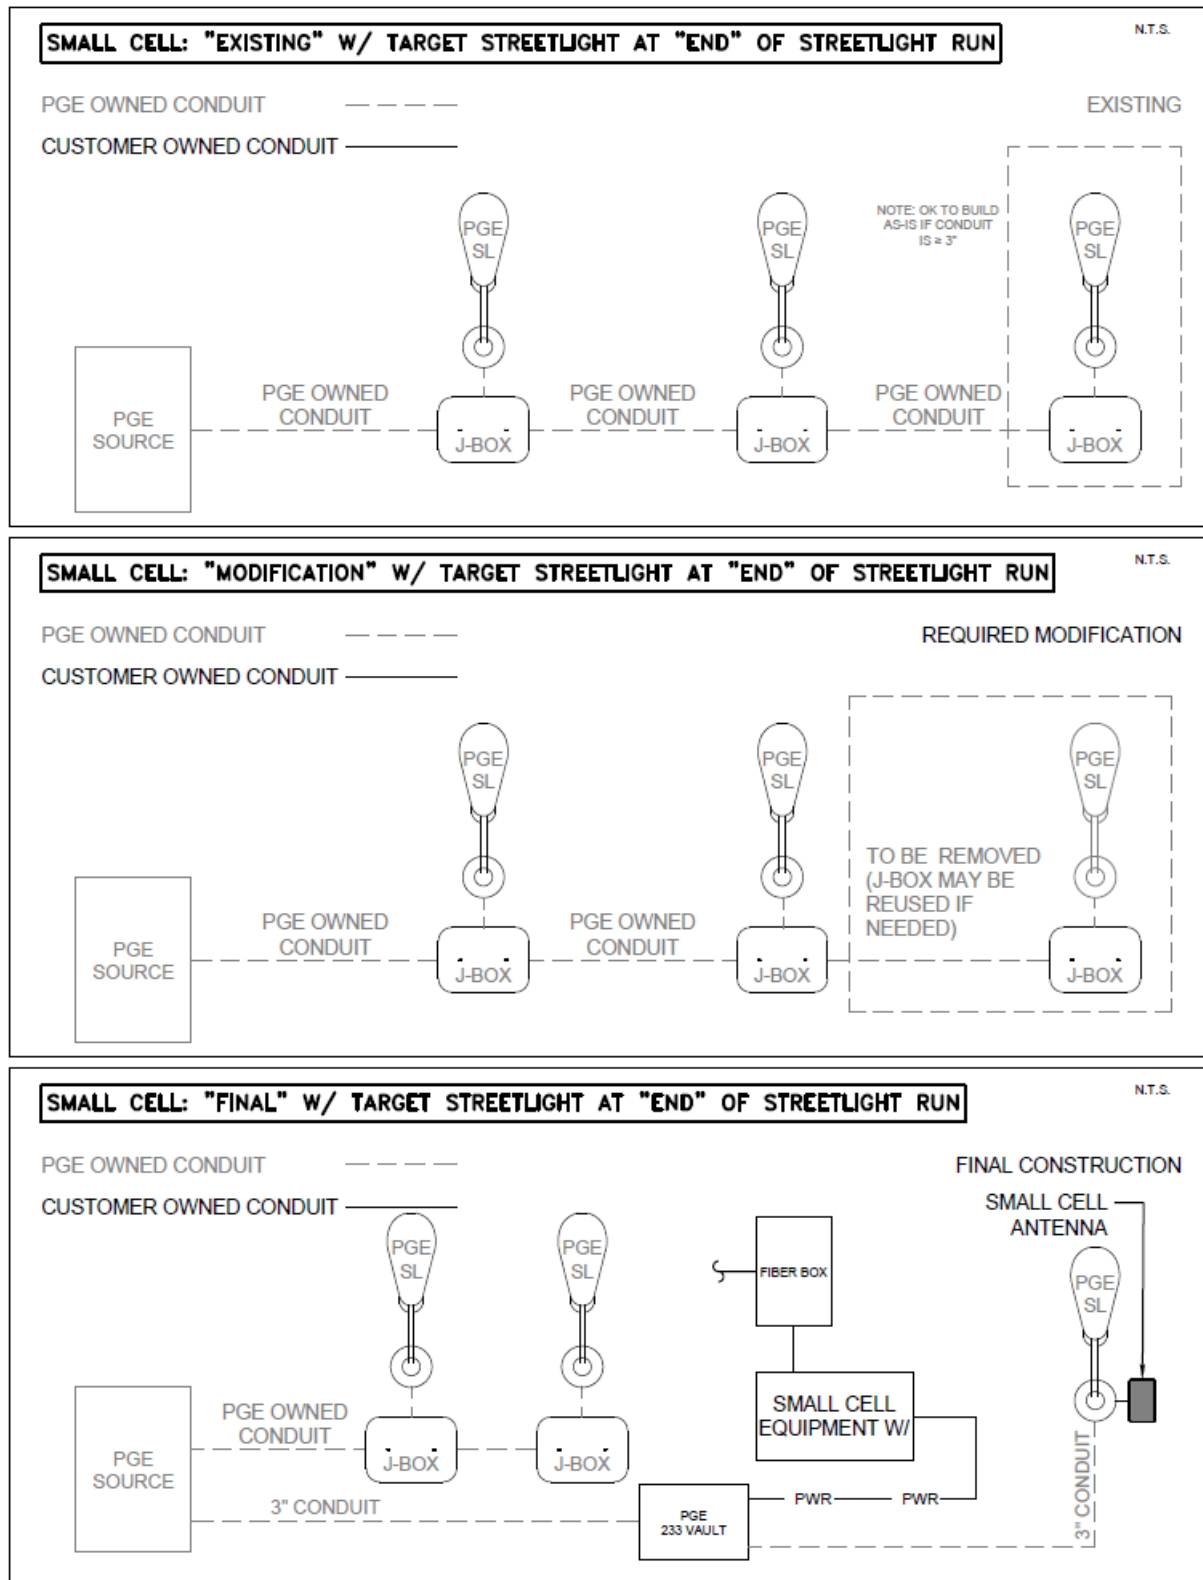 SMALL CELL: "EXISTING" W/ TARGET STREETLIGHT AT "END" OF STREETLIGHT RUN
N.T.S.
PGE OWNED CONDUIT
EXISTING
CUSTOMER OWNED CONDUIT
NOTE: OK TO BUILD
AS-IS IF CONDUIT
IS ≥ 3"
PGE
SL
PGE
SL
PGE
SL
PGE
SOURCE
PGE OWNED
CONDUIT
J-BOX
PGE OWNED
CONDUIT
J-BOX
PGE OWNED
CONDUIT
J-BOX
SMALL CELL: "MODIFICATION" W/ TARGET STREETLIGHT AT "END" OF STREETLIGHT RUN
N.T.S.
PGE OWNED CONDUIT
REQUIRED MODIFICATION
CUSTOMER OWNED CONDUIT
PGE
SL
PGE
SL
PGE
SL
TO BE REMOVED
(J-BOX MAY BE
REUSED IF
NEEDED)
PGE
SOURCE
PGE OWNED
CONDUIT
J-BOX
PGE OWNED
CONDUIT
J-BOX
J-BOX
SMALL CELL: "FINAL" W/ TARGET STREETLIGHT AT "END" OF STREETLIGHT RUN
N.T.S.
PGE OWNED CONDUIT
FINAL CONSTRUCTION
CUSTOMER OWNED CONDUIT
SMALL CELL
ANTENNA
PGE
SL
PGE
SL
FIBER BOX
PGE
SL
SMALL CELL
EQUIPMENT W/
PGE
SOURCE
PGE OWNED
CONDUIT
J-BOX
J-BOX
3" CONDUIT
PGE
233 VAULT
PWR
PWR
3" CONDUIT